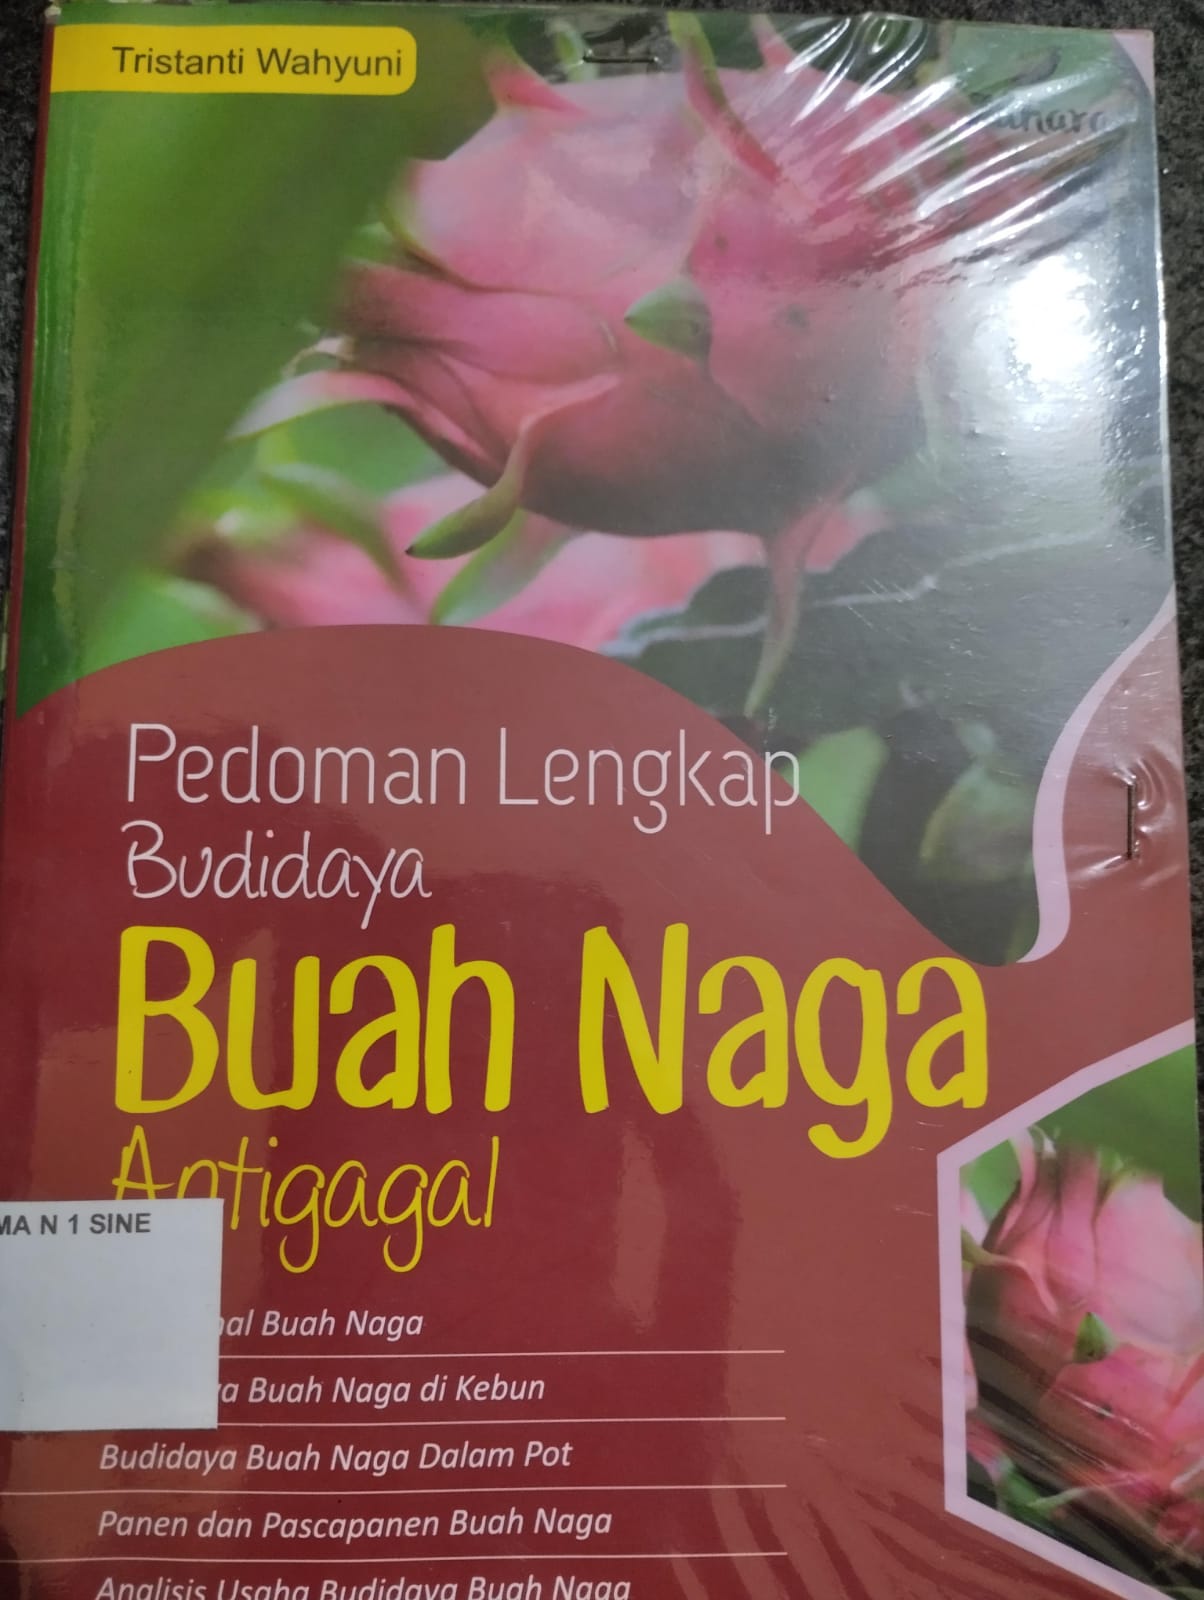 Tristanti Wahyuni
Pedoman Lengkap
Budidaya
Buah Naga
Antigagal
MA N 1 SINE
Buah Naga
Buah Naga di Kebun
Budidaya Buah Naga Dalam Pot
Panen dan Pascapanen Buah Naga
Analisis Usaha Budidaya Buah Naga